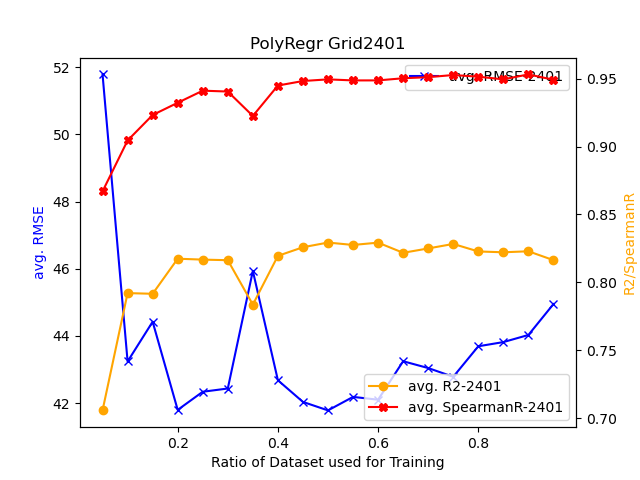 PolyRegr Grid2401
52
50
48
46
44
42
avg. RMSE
avg. RMSE-2401
avg. R2-2401
avg. SpearmanR-2401
0.95
0.90
0.85
0.80
0.75
0.70
R2/SpearmanR
0.2
0.4
0.6
0.8
Ratio of Dataset used for Training